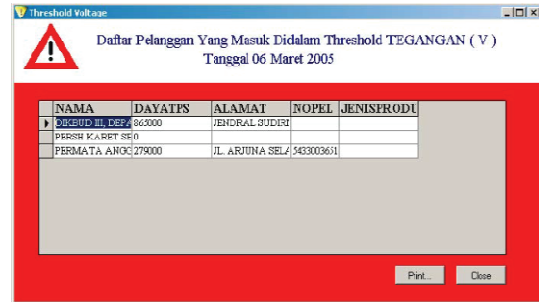 Threshold Voltage
Daftar Pelanggan Yang Masuk Didalam Threshold TEGANGAN ( V )
Tanggal 06 Maret 2005
NAMA DAYATPS ALAMAT NOPEL JENISPRODU
DIKBUD III, DEPA 865000 JENDRAL SUDIRI
PERSH KARET SE 0
PERMATA ANGG 279000 JL. ARJUNA SELA 5433003651
Print... Close